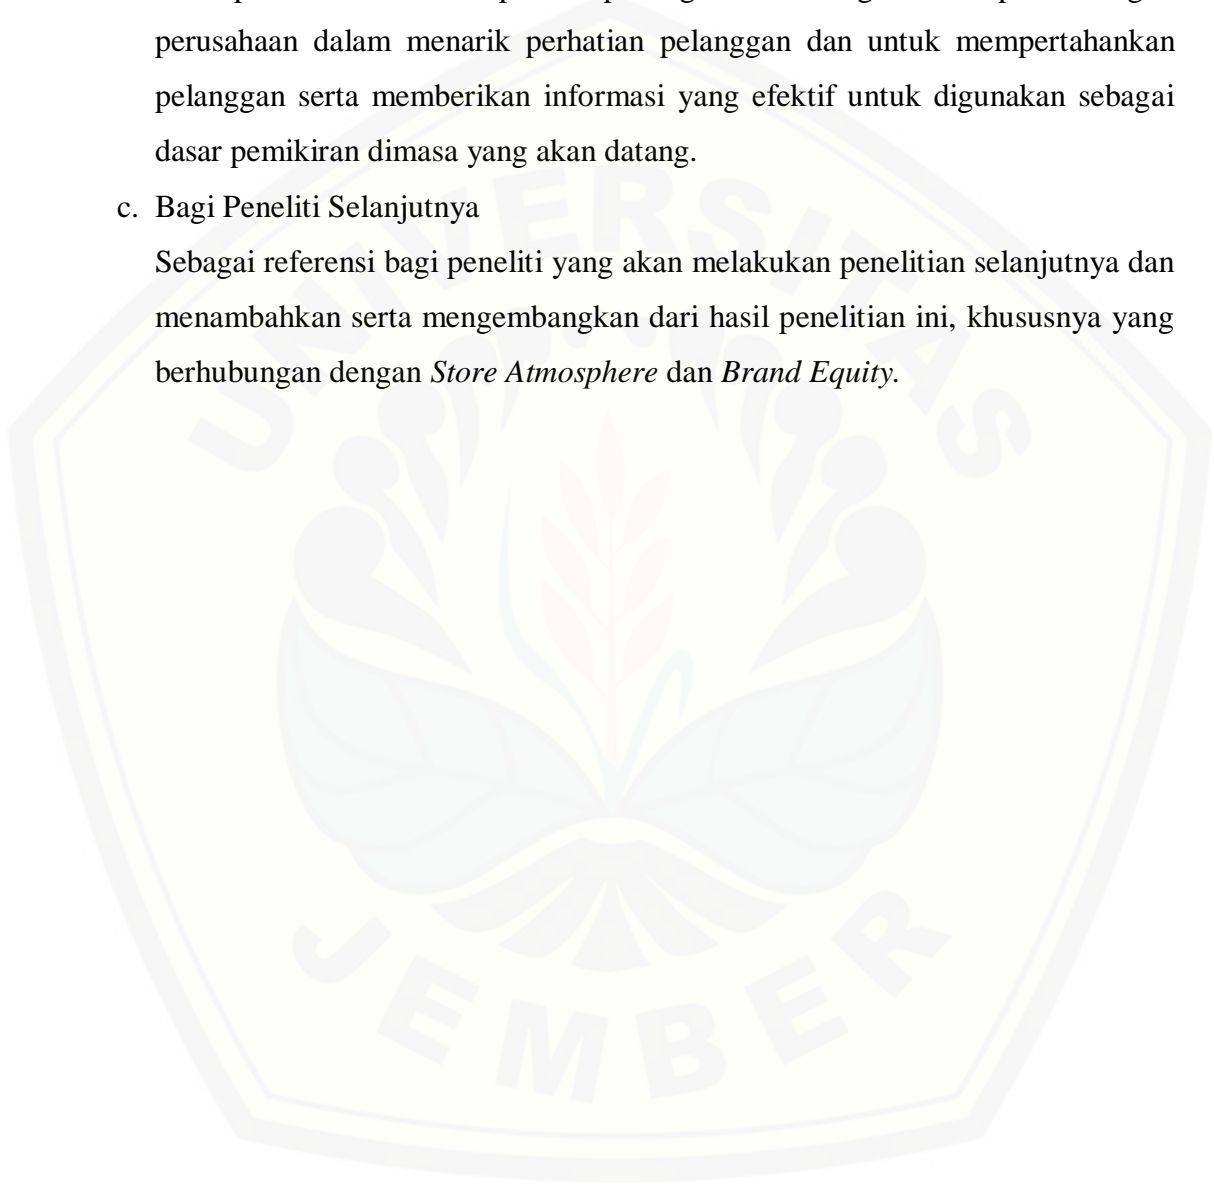 perusahaan dalam menarik perhatian pelanggan dan untuk mempertahankan
pelanggan serta memberikan informasi yang efektif untuk digunakan sebagai
dasar pemikiran dimasa yang akan datang.
c. Bagi Peneliti Selanjutnya
Sebagai referensi bagi peneliti yang akan melakukan penelitian selanjutnya dan
menambahkan serta mengembangkan dari hasil penelitian ini, khususnya yang
berhubungan dengan Store Atmosphere dan Brand Equity.
UNIVERSITAS
JEMBER